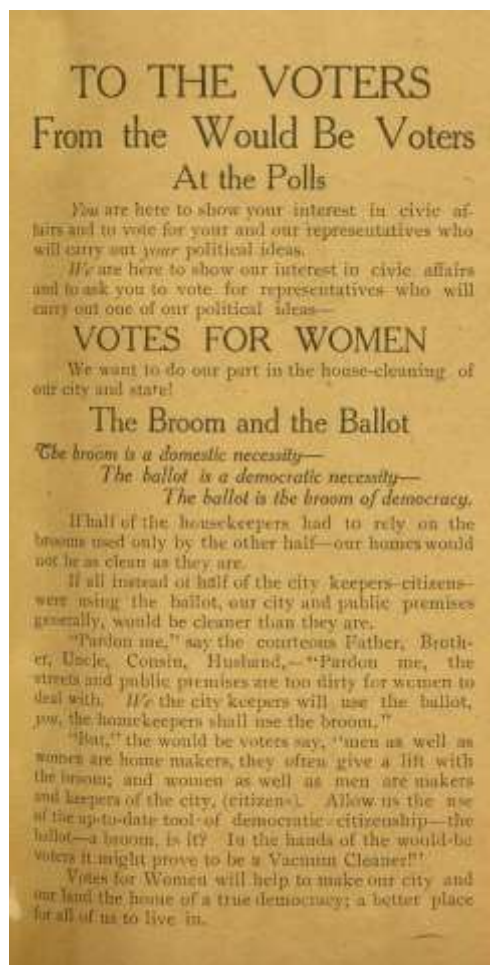 TO THE VOTERS
From the Would Be Voters
At the Polls
You are here to show your interest in civic af-
fairs and to vote for your and our representatives who
will carry out your political ideas.
We are here to show our interest in civic affairs
and to ask you to vote for representatives who will
carry out one of our political ideas—
VOTES FOR WOMEN
We want to do our part in the house-cleaning of
our city and state!
The Broom and the Ballot
The broom is a domestic necessity—
The ballot is a democratic necessity—
The ballot is the broom of democracy.
If half of the housekeepers had to rely on the
brooms used only by the other half—our homes would
not be as clean as they are.
If all instead of half of the city keepers-citizens-
were using the ballot, our city and public premises
generally, would be cleaner than they are.
"Pardon me," say the courteous Father, Broth-
er, Uncle, Cousin, Husband,—"Pardon me, the
streets and public premises are too dirty for women to
deal with. We the city keepers will use the ballot,
you, the homekeepers shall use the broom."
"But," the would be voters say, "men as well as
women are home makers, they often give a lift with
the broom; and women as well as men are makers
and keepers of the city, (citizens). Allow us the use
of the up-to-date tool of democratic citizenship—the
ballot—a broom, is it? In the hands of the would-be
voters it might prove to be a Vacuum Cleaner!"
Votes for Women will help to make our city and
our land the home of a true democracy; a better place
for all of us to live in.